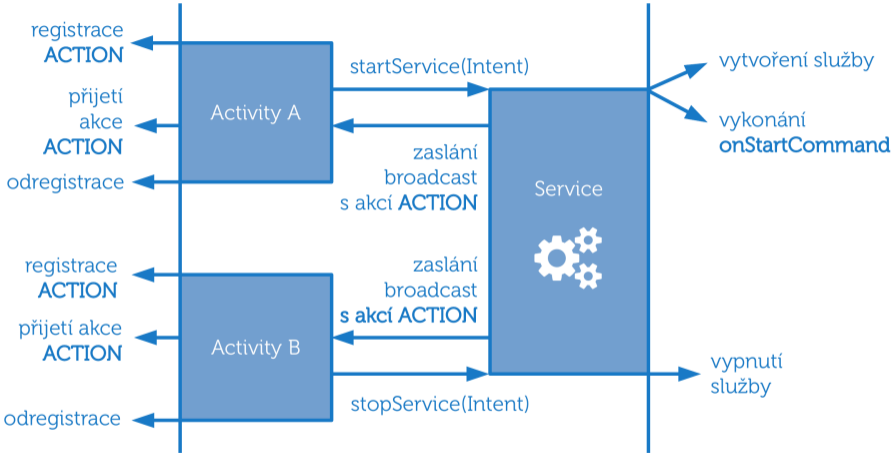 registrace
ACTION
přijetí
akce
ACTION
odregistrace
Activity A
startService(Intent)
zaslání
broadcast
s akcí ACTION
Service
vytvoření služby
vykonání
onStartCommand
registrace
ACTION
přijetí akce
ACTION
odregistrace
Activity B
zaslání
broadcast
s akcí ACTION
stopService(Intent)
vypnutí
služby